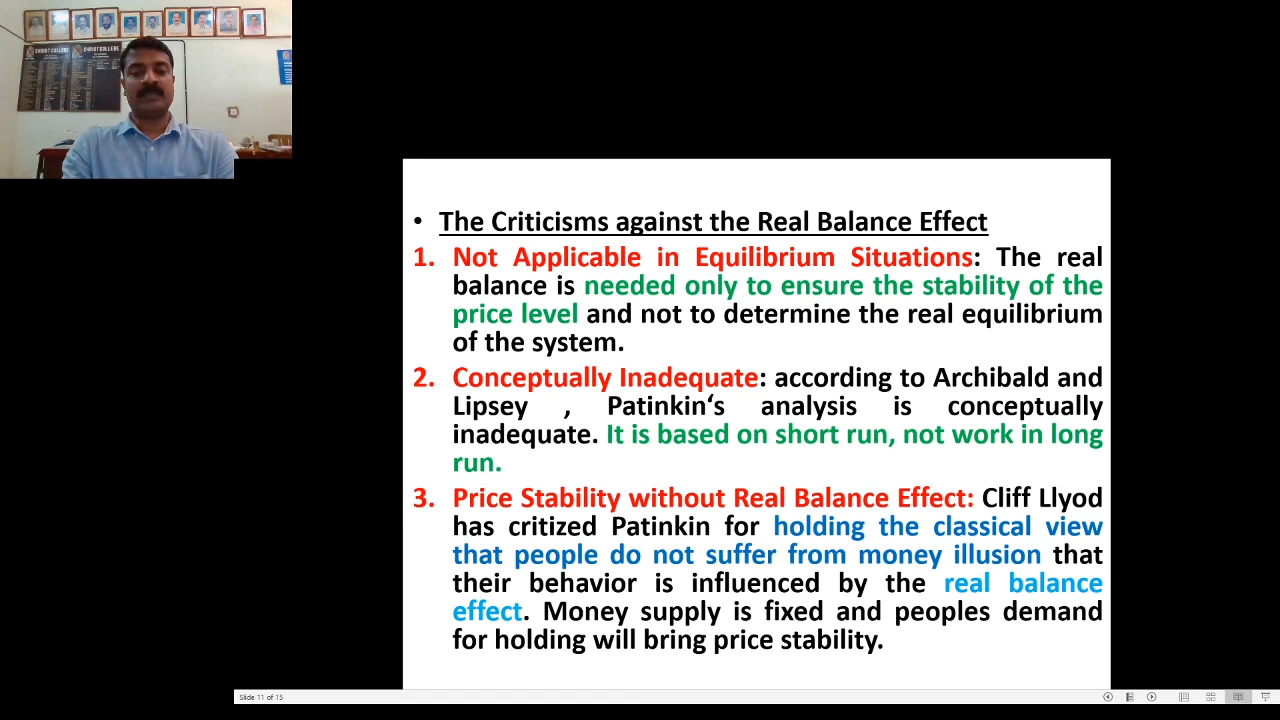 CHRIST COLLEGE CHRIST COLLEGE
• The Criticisms against the Real Balance Effect
1. Not Applicable in Equilibrium Situations: The real
balance is needed only to ensure the stability of the
price level and not to determine the real equilibrium
of the system.
2. Conceptually Inadequate: according to Archibald and
Lipsey , Patinkin‘s analysis is conceptually
inadequate. It is based on short run, not work in long
run.
3. Price Stability without Real Balance Effect: Cliff Llyod
has critized Patinkin for holding the classical view
that people do not suffer from money illusion that
their behavior is influenced by the real balance
effect. Money supply is fixed and peoples demand
for holding will bring price stability.
Slide 11 of 15